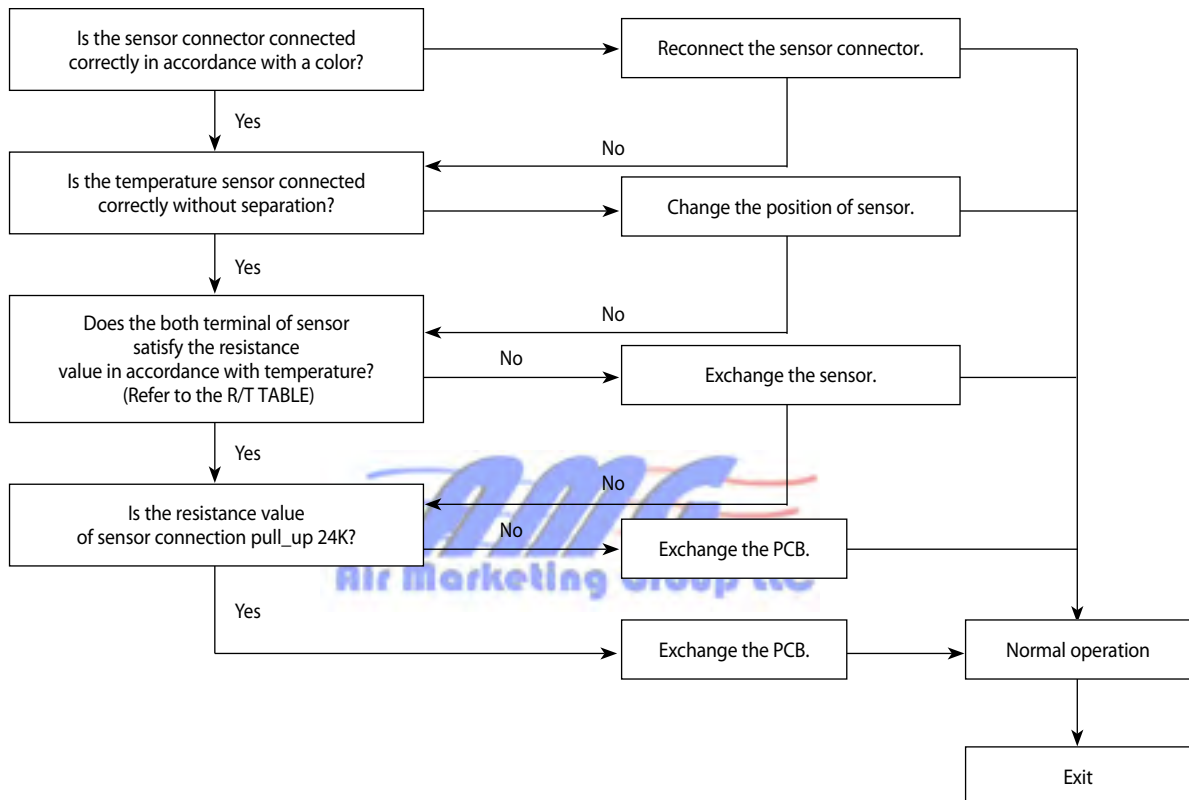 Is the sensor connector connected
correctly in accordance with a color?
Reconnect the sensor connector.
Yes
No
Is the temperature sensor connected
correctly without separation?
Change the position of sensor.
Yes
No
Does the both terminal of sensor
satisfy the resistance
value in accordance with temperature?
(Refer to the R/T TABLE)
No
Exchange the sensor.
Yes
No
AMG
Air Marketing Group LLC
Is the resistance value
of sensor connection pull_up 24K?
No
Exchange the PCB.
Yes
Exchange the PCB.
Normal operation
Exit